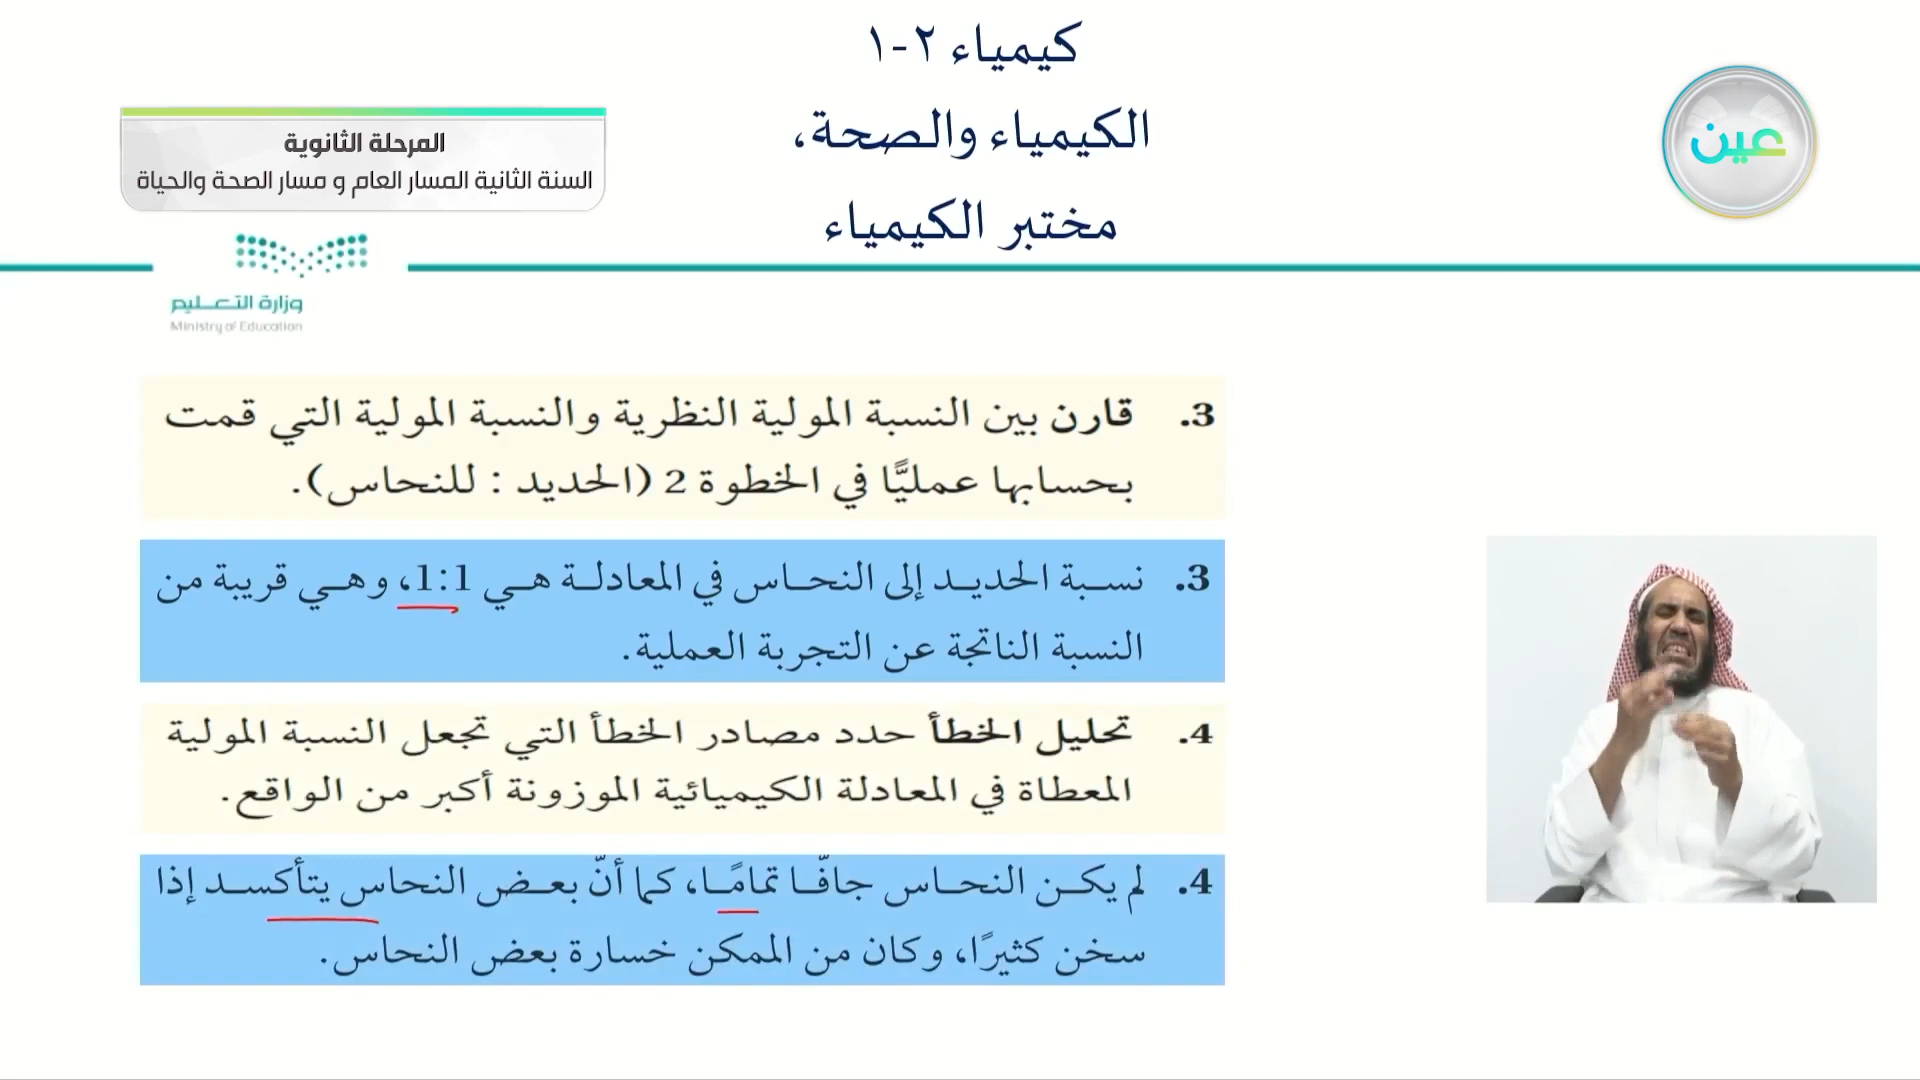 كيمياء ٢-١
الكيمياء والصحة،
مختبر الكيمياء
عين
المرحلة الثانوية
السنة الثانية المسار العام و مسار الصحة والحياة
وزارة التعليم
Ministry of Education
3. قارن بين النسبة المولية النظرية والنسبة المولية التي قمت
بحسابها عمليًّا في الخطوة 2 (الحديد : للنحاس).
3. نسبة الحديد إلى النحاس في المعادلة هي 1:1، وهي قريبة من
النسبة الناتجة عن التجربة العملية.
4. تحليل الخطأ حدد مصادر الخطأ التي تجعل النسبة المولية
المعطاة في المعادلة الكيميائية الموزونة أكبر من الواقع.
4. لم يكن النحاس جافًّا تمامًا، كما أنّ بعض النحاس يتأكسد إذا
سخن كثيرًا، وكان من الممكن خسارة بعض النحاس.